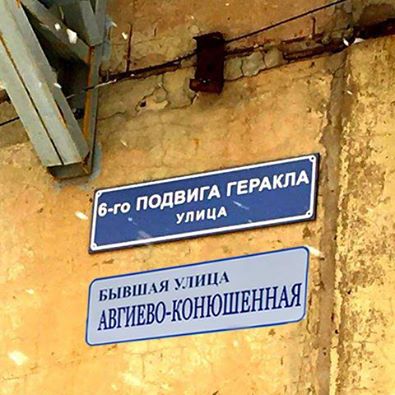 6-го ПОДВИГА ГЕРАКЛА
УЛИЦА
БЫВШАЯ УЛИЦА
АВГИЕВО-КОНЮШЕННАЯ